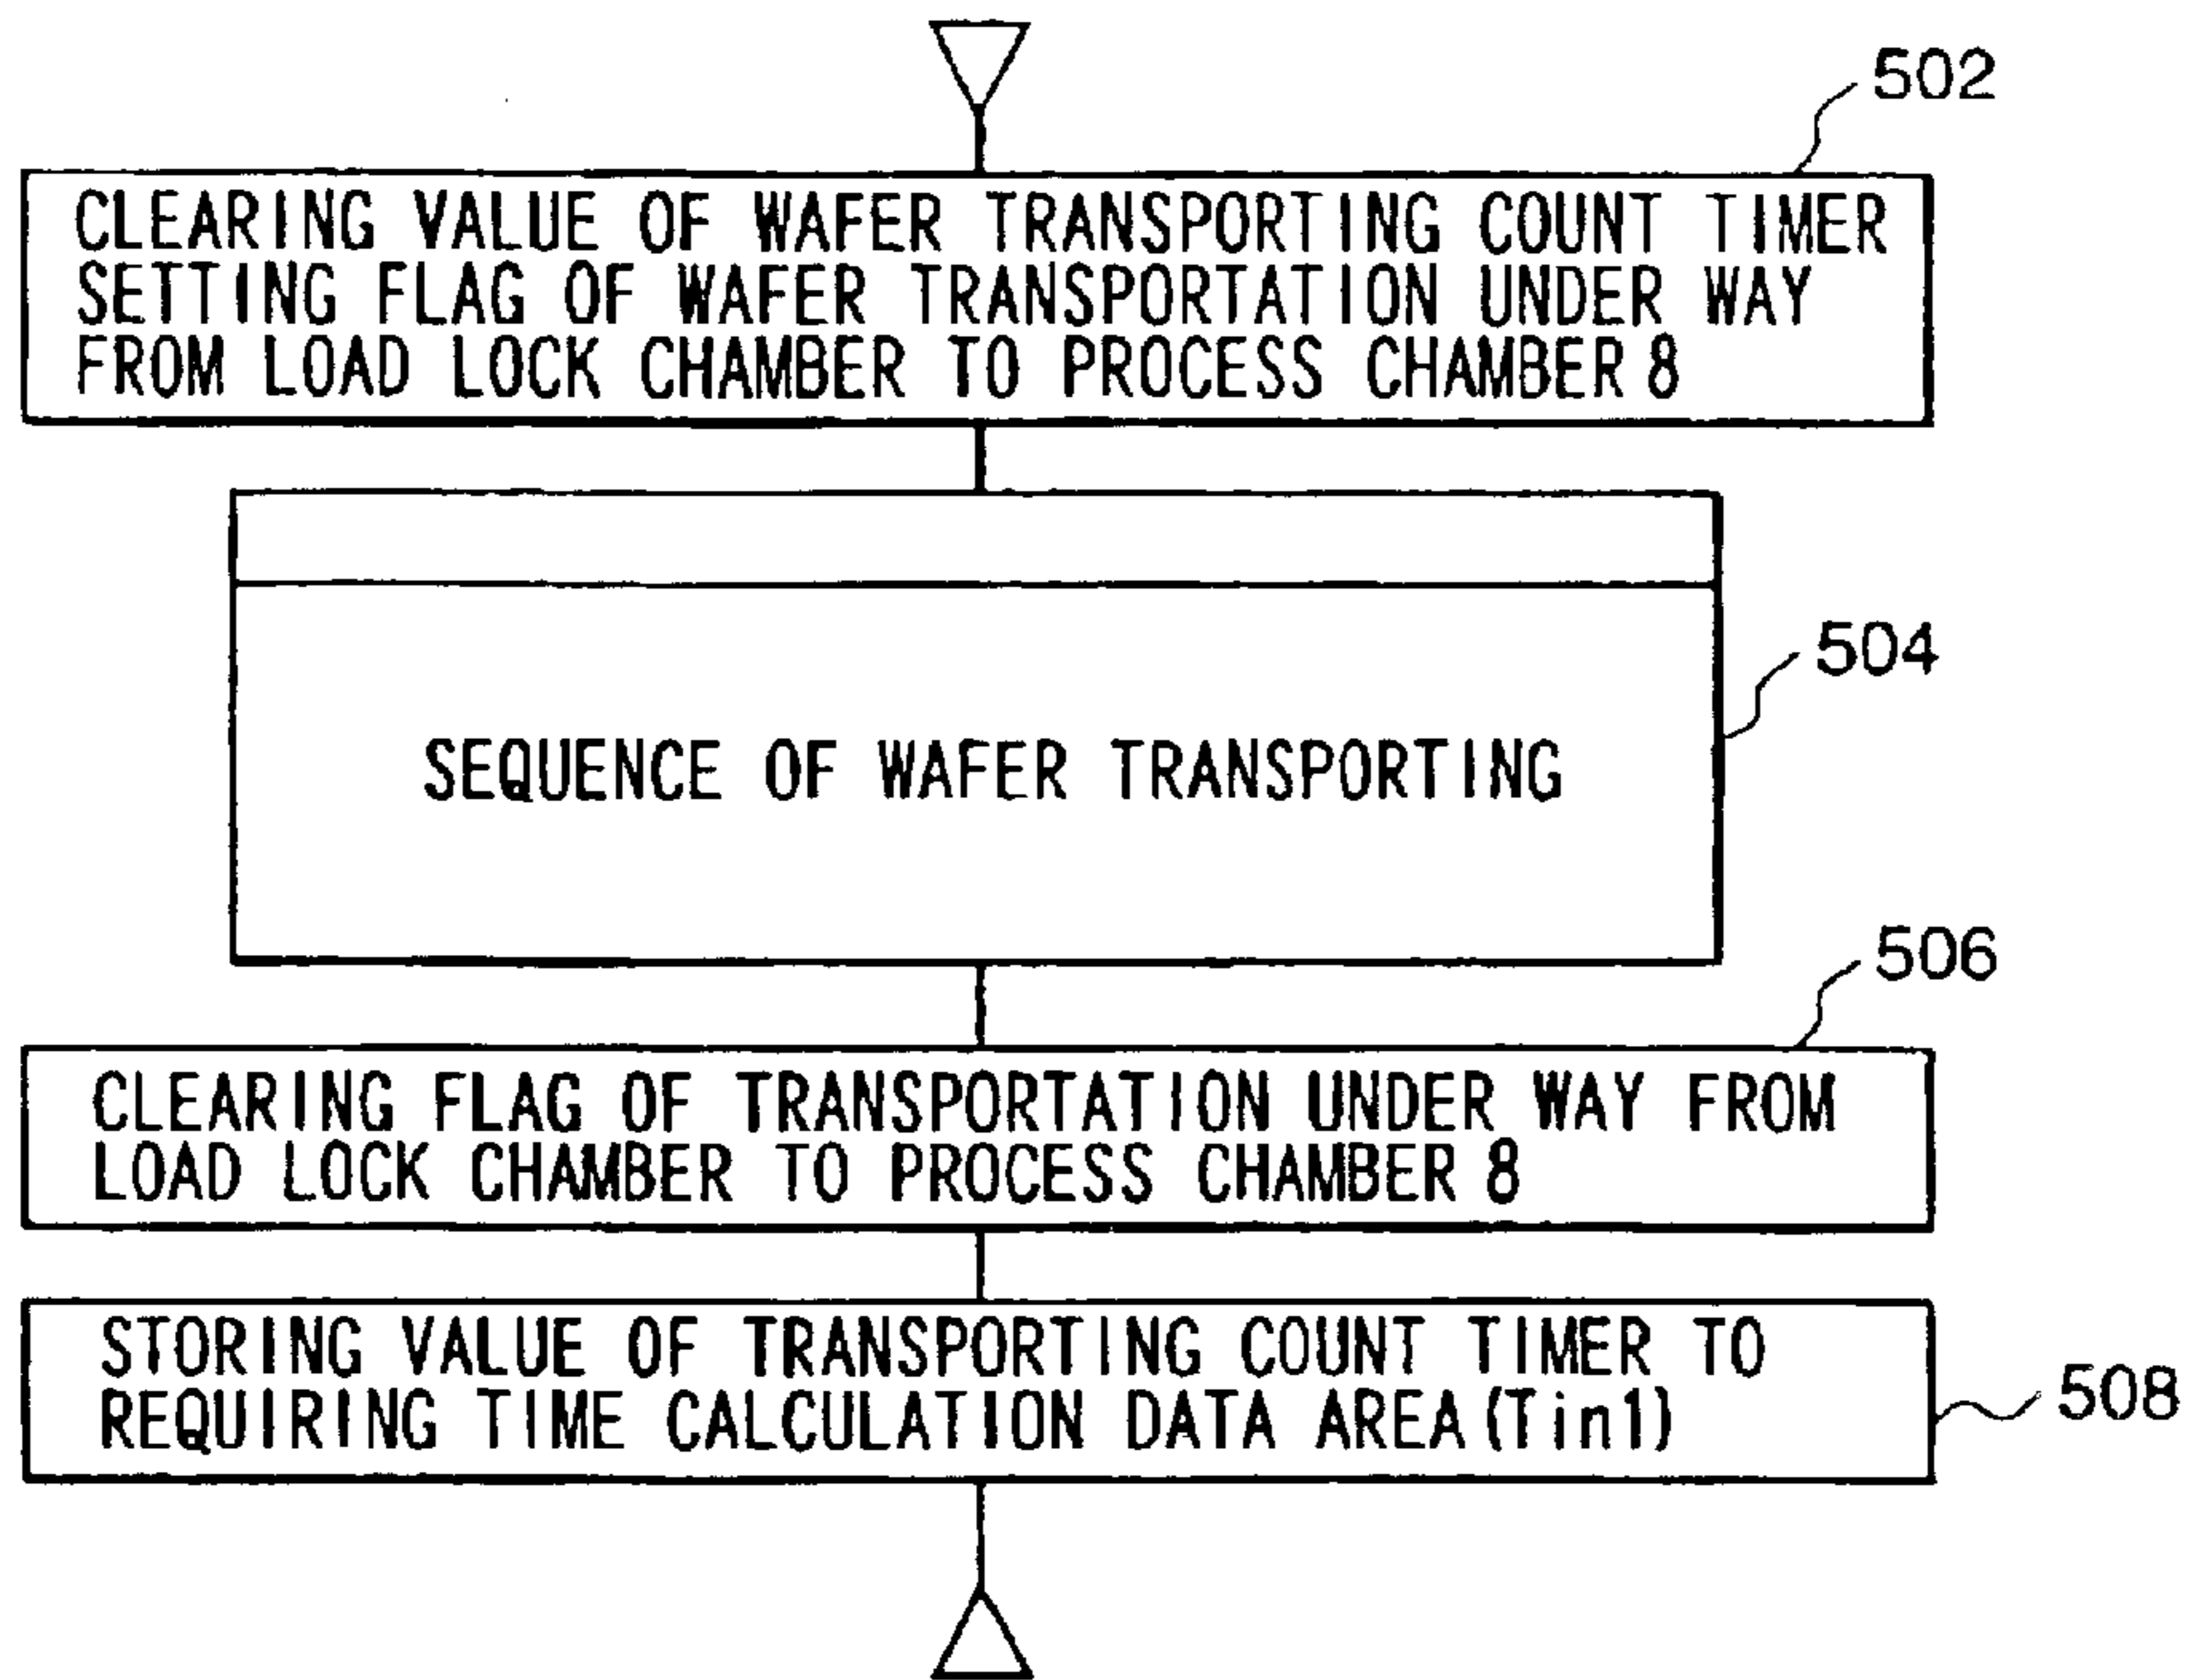 502
CLEARING VALUE OF WAFER TRANSPORTING COUNT TIMER
SETTING FLAG OF WAFER TRANSPORTATION UNDER WAY
FROM LOAD LOCK CHAMBER TO PROCESS CHAMBER 8
504
SEQUENCE OF WAFER TRANSPORTING
506
CLEARING FLAG OF TRANSPORTATION UNDER WAY FROM
LOAD LOCK CHAMBER TO PROCESS CHAMBER 8
STORING VALUE OF TRANSPORTING COUNT TIMER TO
REQUIRING TIME CALCULATION DATA AREA(Tin1)
508